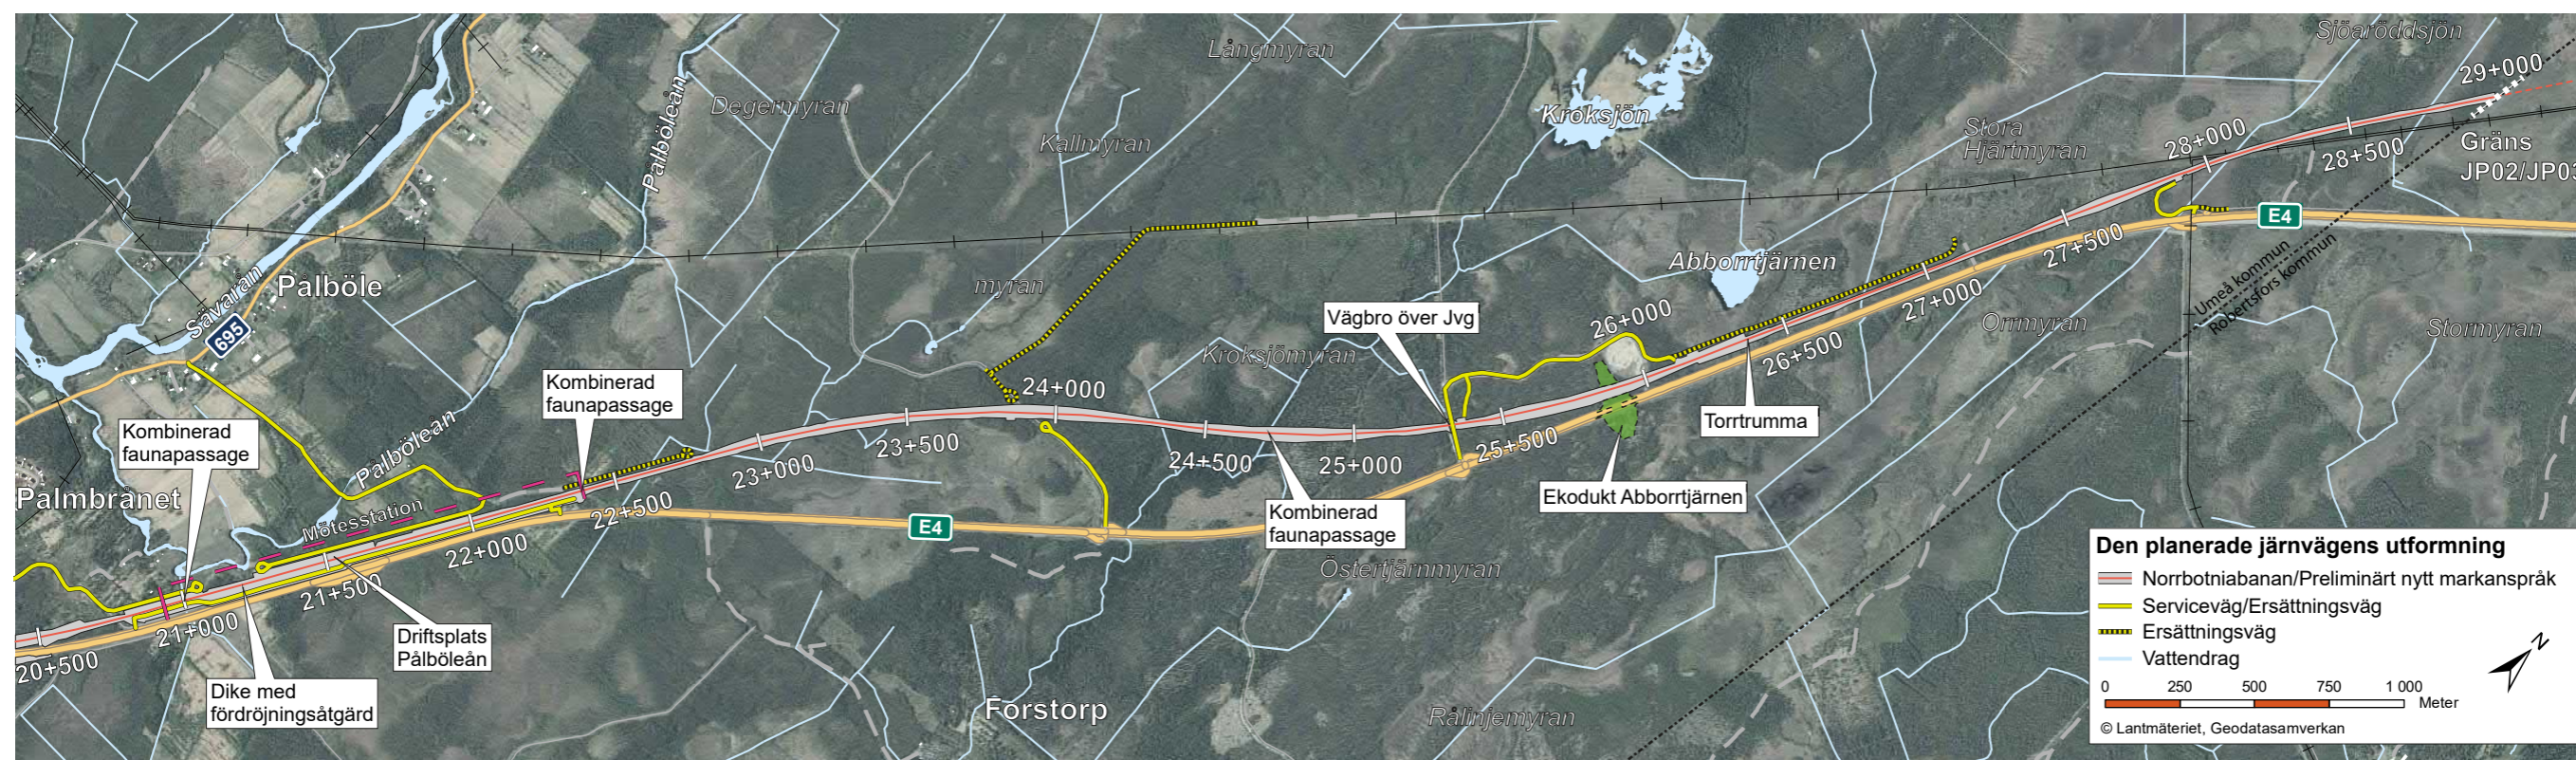 Långmyran
Sjöaröddsjön
29+000
Degermyran
Pålböleån
Kallmyran
Kroksjön
Stora
Hjärtmyran
28+000
28+500
Gräns
JP02/JP03
E4
Sävarån
Pålböle
695
myran
Abborrtjärnen
27+500
Umeå kommun
Robertsfors kommun
Vägbro över Jvg
26+000
27+000
Orrmyran
Stormyran
Kroksjömyran
26+500
Kombinerad
faunapassage
24+000
Torrtrumma
Kombinerad
faunapassage
Pålböleån
23+500
23+000
24+500
25+000
25+500
Palmbränet
Mötesstation
22+500
Ekodukt Abborrtjärnen
Kombinerad
faunapassage
E4
22+000
21+500
21+000
20+500
Östertjärnmyran
Driftsplats
Pålböleån
Dike med
fördröjningsåtgärd
Forstorp
Rålinjemyran
Den planerade järnvägens utformning
Norrbotniabanan/Preliminärt nytt markanspråk
Serviceväg/Ersättningsväg
Ersättningsväg
Vattendrag
N
0 250 500 750 1 000
Meter
© Lantmäteriet, Geodatasamverkan